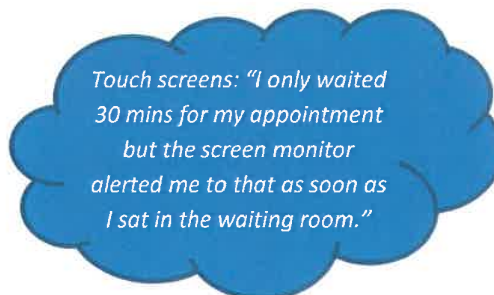 Touch screens: "I only waited
30 mins for my appointment
but the screen monitor
alerted me to that as soon as
I sat in the waiting room."